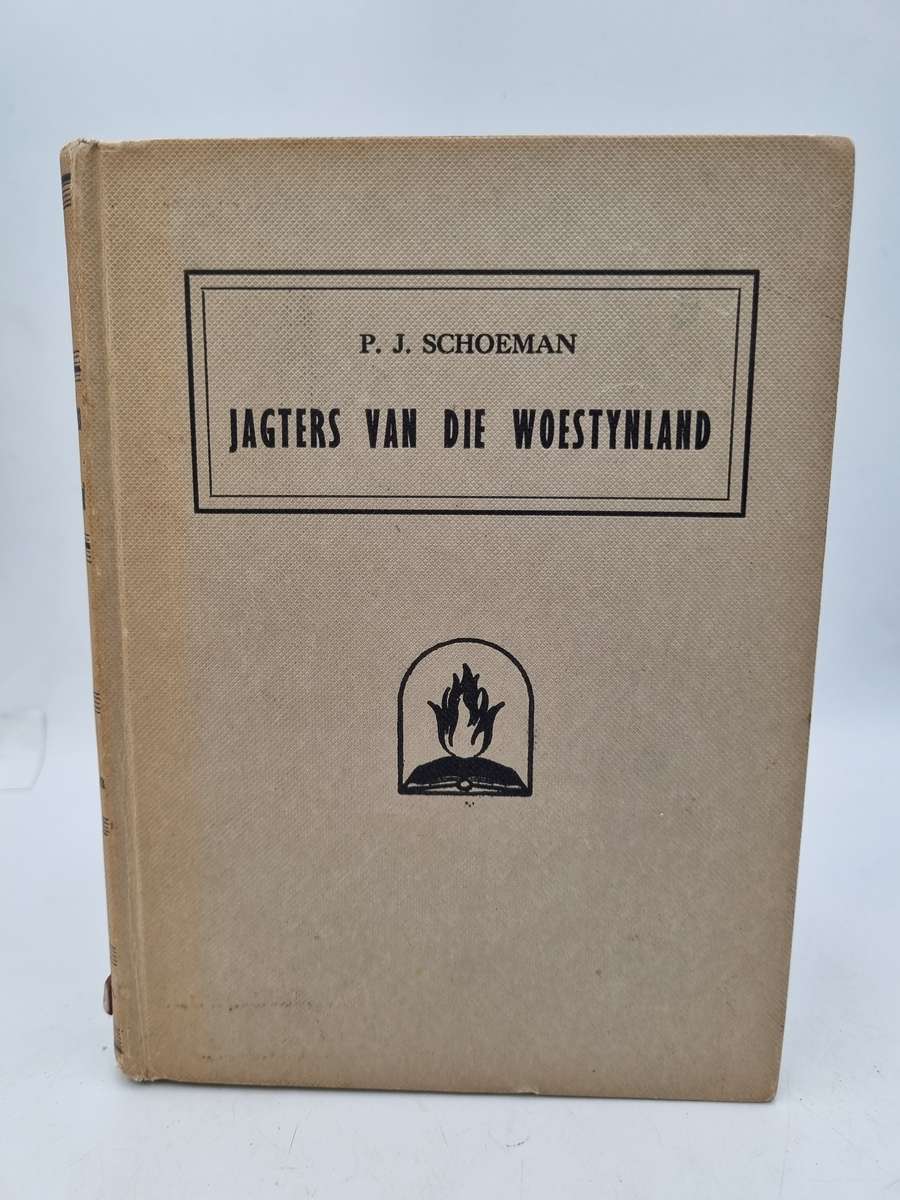 P. J. SCHOEMAN
JAGTERS VAN DIE WOESTYNLAND